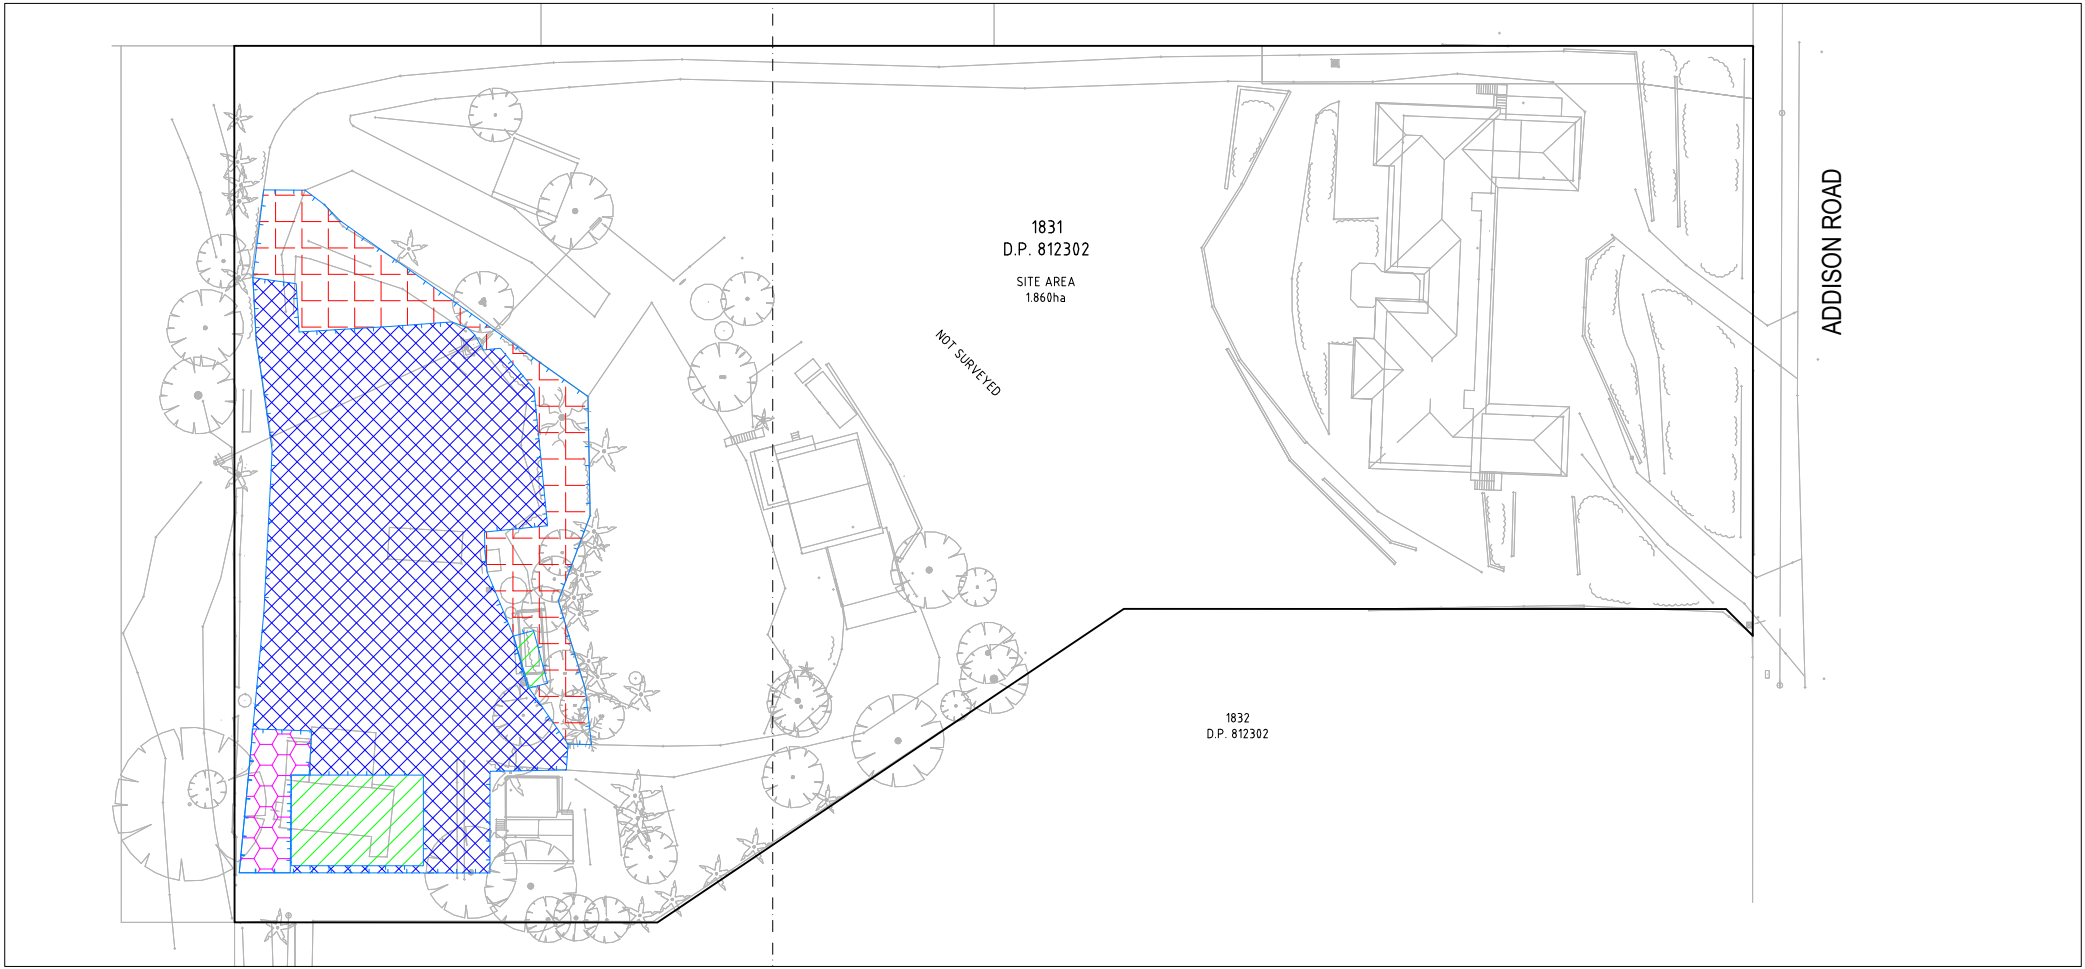 1831
D.P. 812302
SITE AREA
1.860ha
NOT SURVEYED
ADDISON ROAD
1832
D.P. 812302